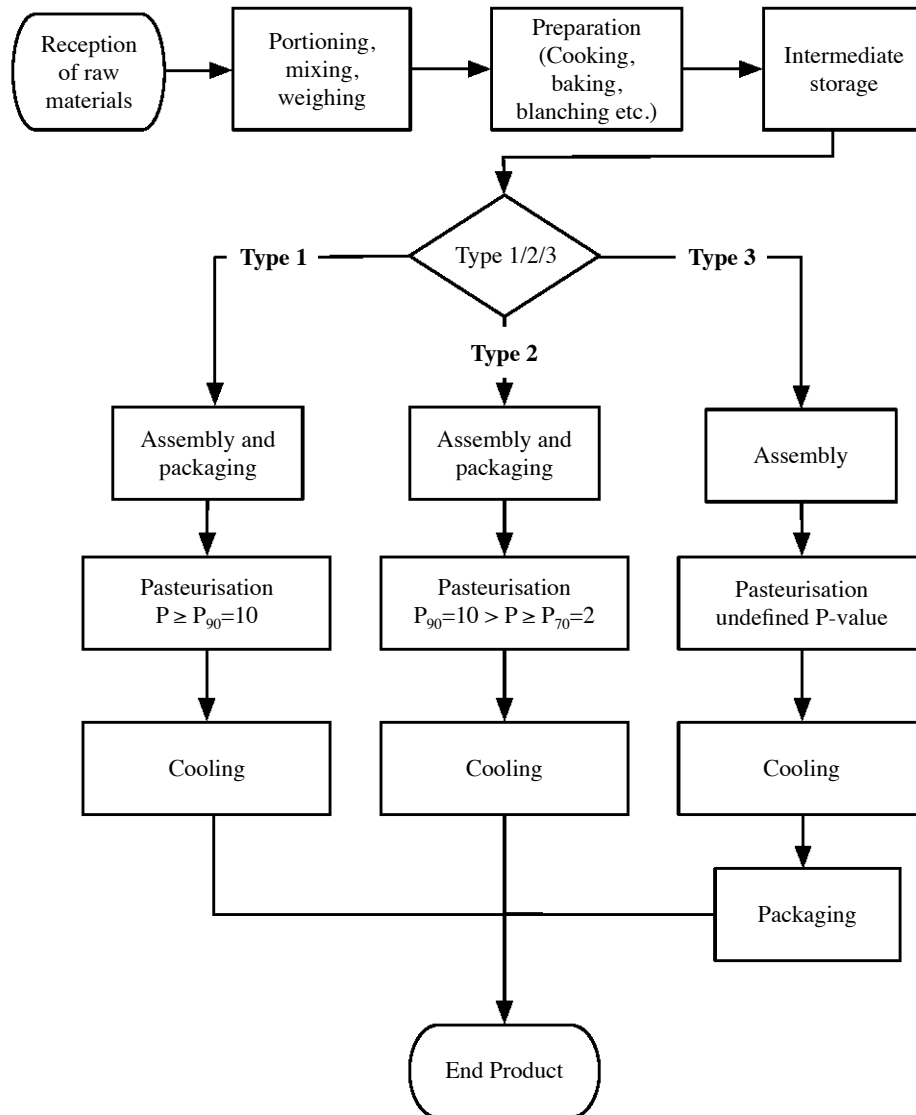 Reception
of raw
materials
Portioning,
mixing,
weighing
Preparation
(Cooking,
baking,
blanching etc.)
Intermediate
storage
Type 1/2/3
Type 1
Type 2
Type 3
Assembly and
packaging
Assembly and
packaging
Assembly
Pasteurisation
P ≥ P₉₀=10
Pasteurisation
P₉₀=10 > P ≥ P₇₀=2
Pasteurisation
undefined P-value
Cooling
Cooling
Cooling
Packaging
End Product